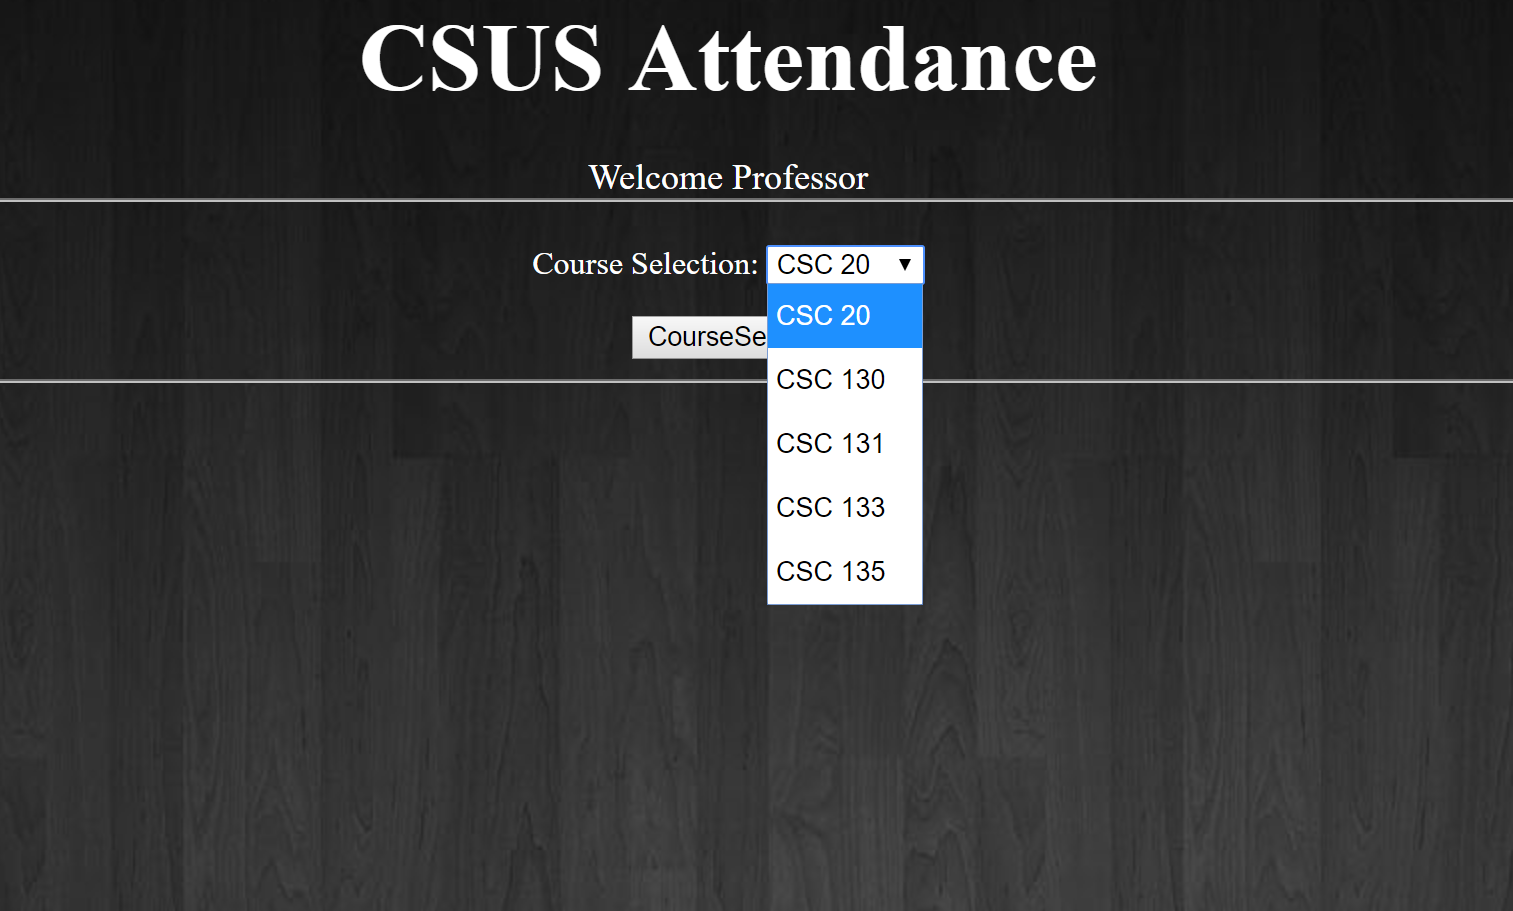 CSUS Attendance
Welcome Professor
Course Selection: CSC 20
CSC 20
CourseSe
CSC 130
CSC 131
CSC 133
CSC 135